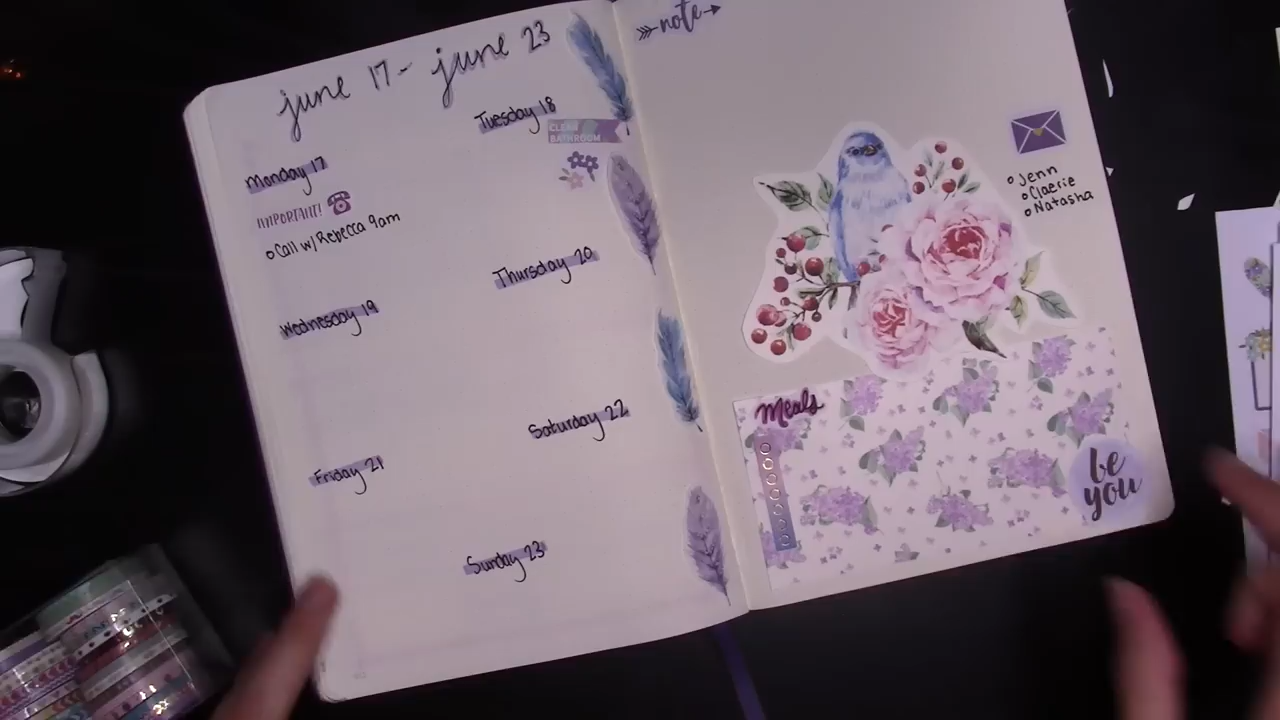 june 17 - june 23
Monday 17
IMPORTANT!
Call w/ Rebecca 9am
Tuesday 18
CLEAN
BATHROOM
Wednesday 19
Thursday 20
Friday 21
Saturday 22
Sunday 23
note
Jenn
Claerie
Natasha
Meals
be
you